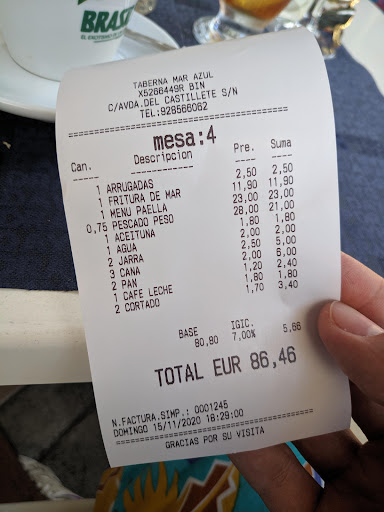 TABERNA MAR AZUL
X5266449R BIN
C/AVDA.DEL CASTILLETE S/N
TEL:928566062
mesa:4
Can. Descripcion Pre. Suma
1 ARRUGADAS 2,50 2,50
1 FRITURA DE MAR 11,90 11,90
1 MENU PAELLA 23,00 23,00
0,75 PESCADO PESO 28,00 21,00
1 ACEITUNA 1,80 1,80
1 AGUA 2,00 2,00
2 JARRA 2,50 5,00
3 CANA 2,00 6,00
2 PAN 1,20 2,40
1 CAFE LECHE 1,80 1,80
2 CORTADO 1,70 3,40
BASE IGIC.
80,80 7,00% 5,66
TOTAL EUR 86,46
N.FACTURA.SIMP.: 0001245
DOMINGO 15/11/2020 18:29:00
GRACIAS POR SU VISITA